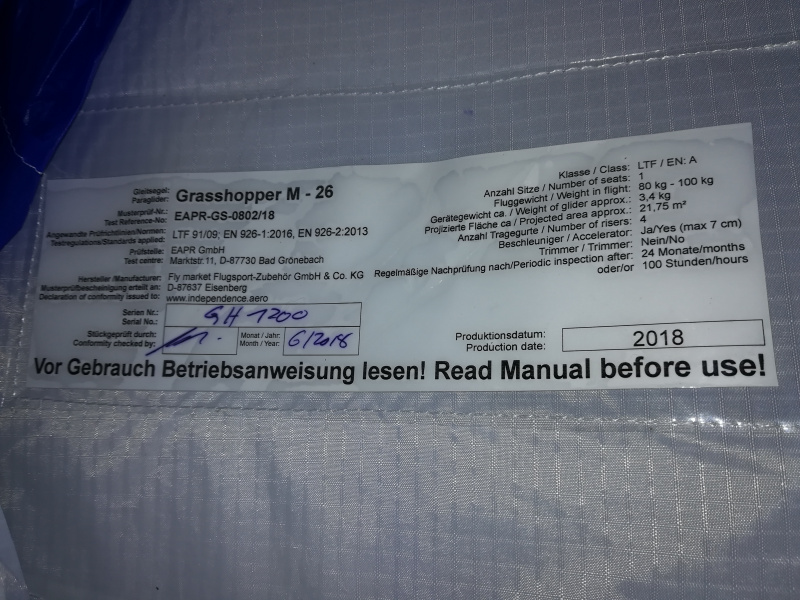 Gleitsegel:
Paraglider: Grasshopper M - 26
Musterprüf-Nr.:
Test Reference-No: EAPR-GS-0802/18
Angewandte Prüfrichtlinien/Normen:
Testregulations/Standards applied: LTF 91/09; EN 926-1:2016, EN 926-2:2013
Prüfstelle: EAPR GmbH
Test centre: Marktstr.11, D-87730 Bad Grönebach
Hersteller /Manufacturer: Fly market Flugsport-Zubehör GmbH & Co. KG
Musterprüfbescheinigung erteilt an: D-87637 Eisenberg
Declaration of conformity issued to: www.independence.aero
Serien Nr.:
Serial No.: GH 1200
Stückgeprüft durch:
Conformity checked by:
Monat / Jahr:
Month / Year: 6/2018
Klasse / Class: LTF / EN: A
Anzahl Sitze / Number of seats: 1
Fluggewicht / Weight in flight: 80 kg - 100 kg
Gerätegewicht ca. / Weight of glider approx.: 3,4 kg
Projizierte Fläche ca / Projected area approx.: 21,75 m²
Anzahl Tragegurte / Number of risers: 4
Beschleuniger / Accelerator: Ja/Yes (max 7 cm)
Trimmer / Trimmer: Nein/No
Regelmäßige Nachprüfung nach/Periodic inspection after: 24 Monate/months
oder/or 100 Stunden/hours
Produktionsdatum:
Production date: 2018
Vor Gebrauch Betriebsanweisung lesen! Read Manual before use!